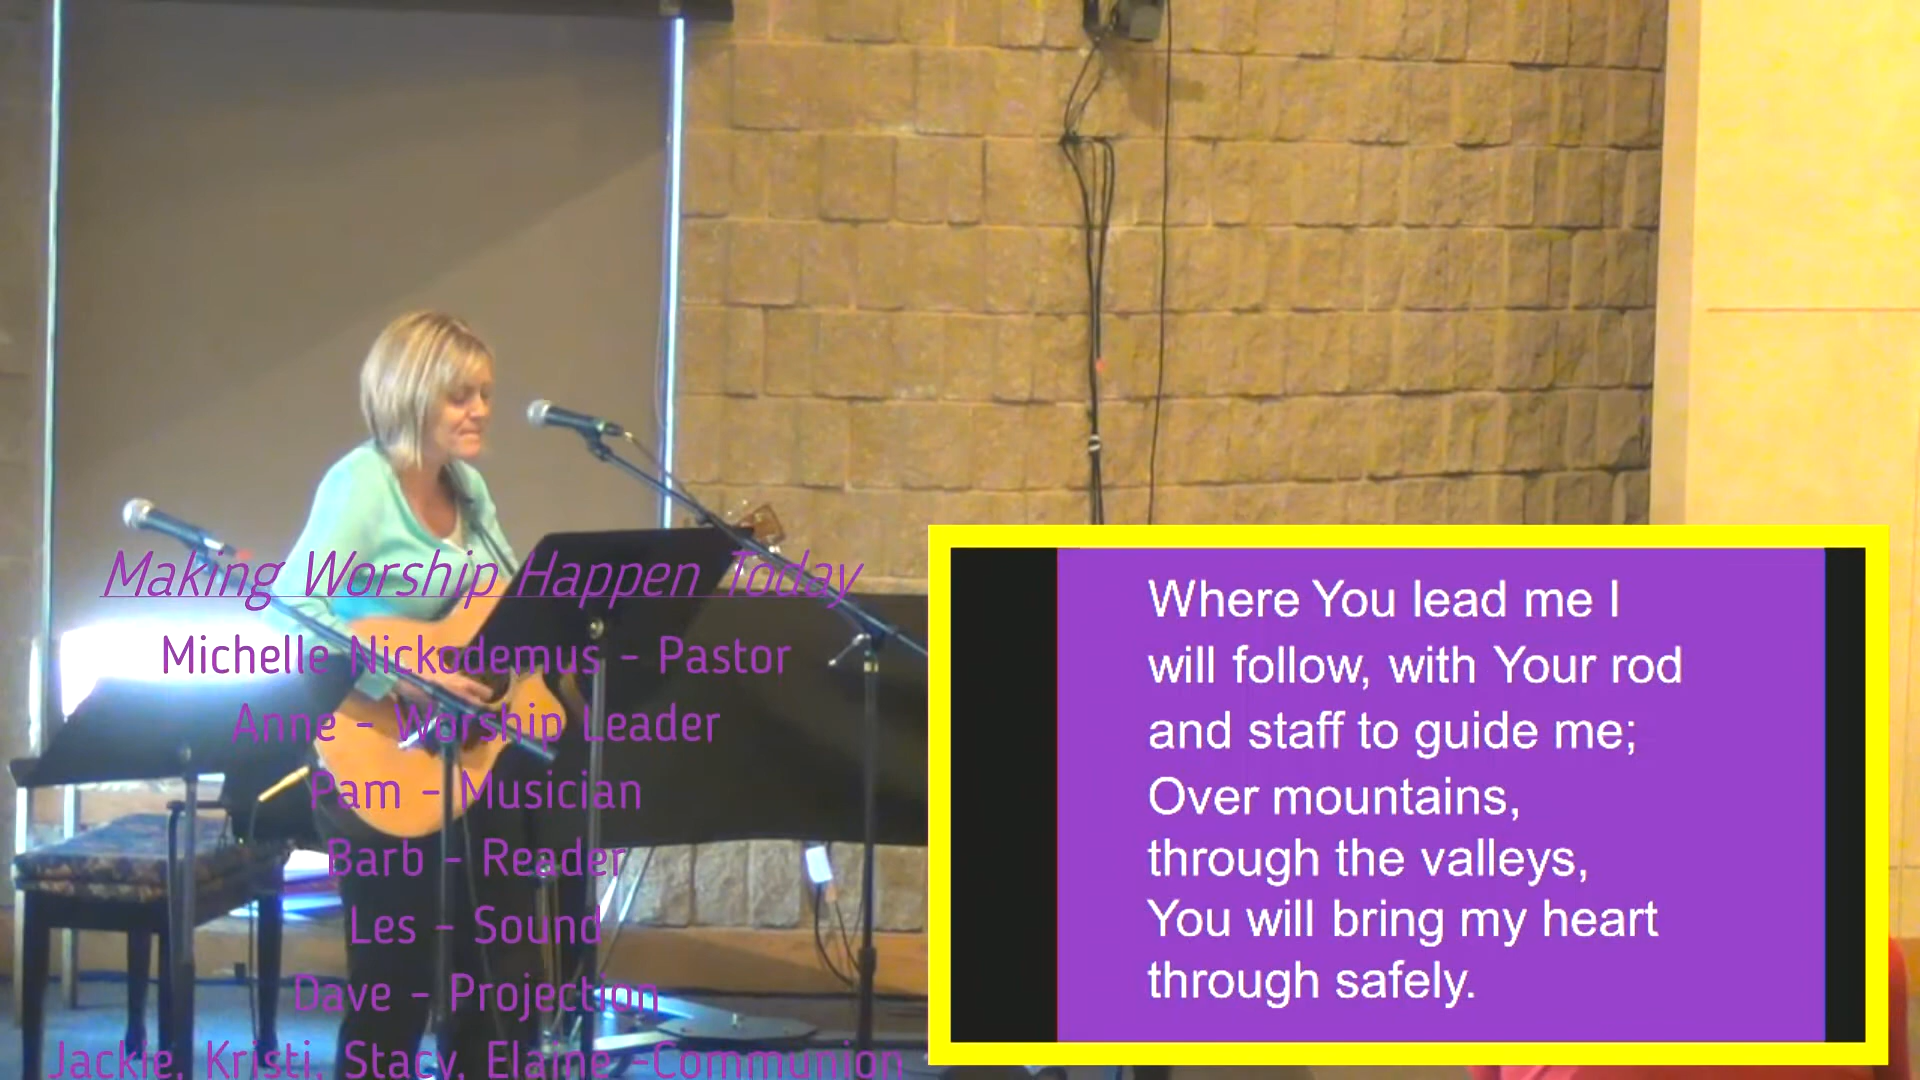 Making Worship Happen Today
Michelle Nickodemus - Pastor
Anne - Worship Leader
Pam - Musician
Barb - Reader
Les - Sound
Dave - Projection
Jackie, Kristi, Stacy, Elaine -Communion
Where You lead me I
will follow, with Your rod
and staff to guide me;
Over mountains,
through the valleys,
You will bring my heart
through safely.